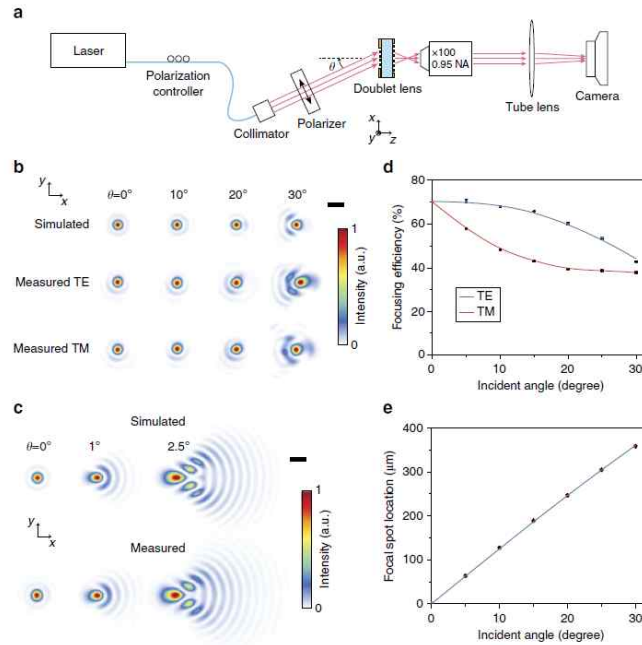 a
Laser
Polarization
controller
Collimator
Polarizer
θ
x
y
z
Doublet lens
×100
0.95 NA
Tube lens
Camera
b
y
x
θ=0°
10°
20°
30°
Simulated
Measured TE
Measured TM
1
Intensity (a.u.)
0
c
Simulated
θ=0°
1°
2.5°
y
x
Measured
1
Intensity (a.u.)
0
d
80
70
60
40
20
0
Focusing efficiency (%)
TE
TM
0
10
20
30
Incident angle (degree)
e
400
300
200
100
0
Focal spot location (μm)
0
10
20
30
Incident angle (degree)